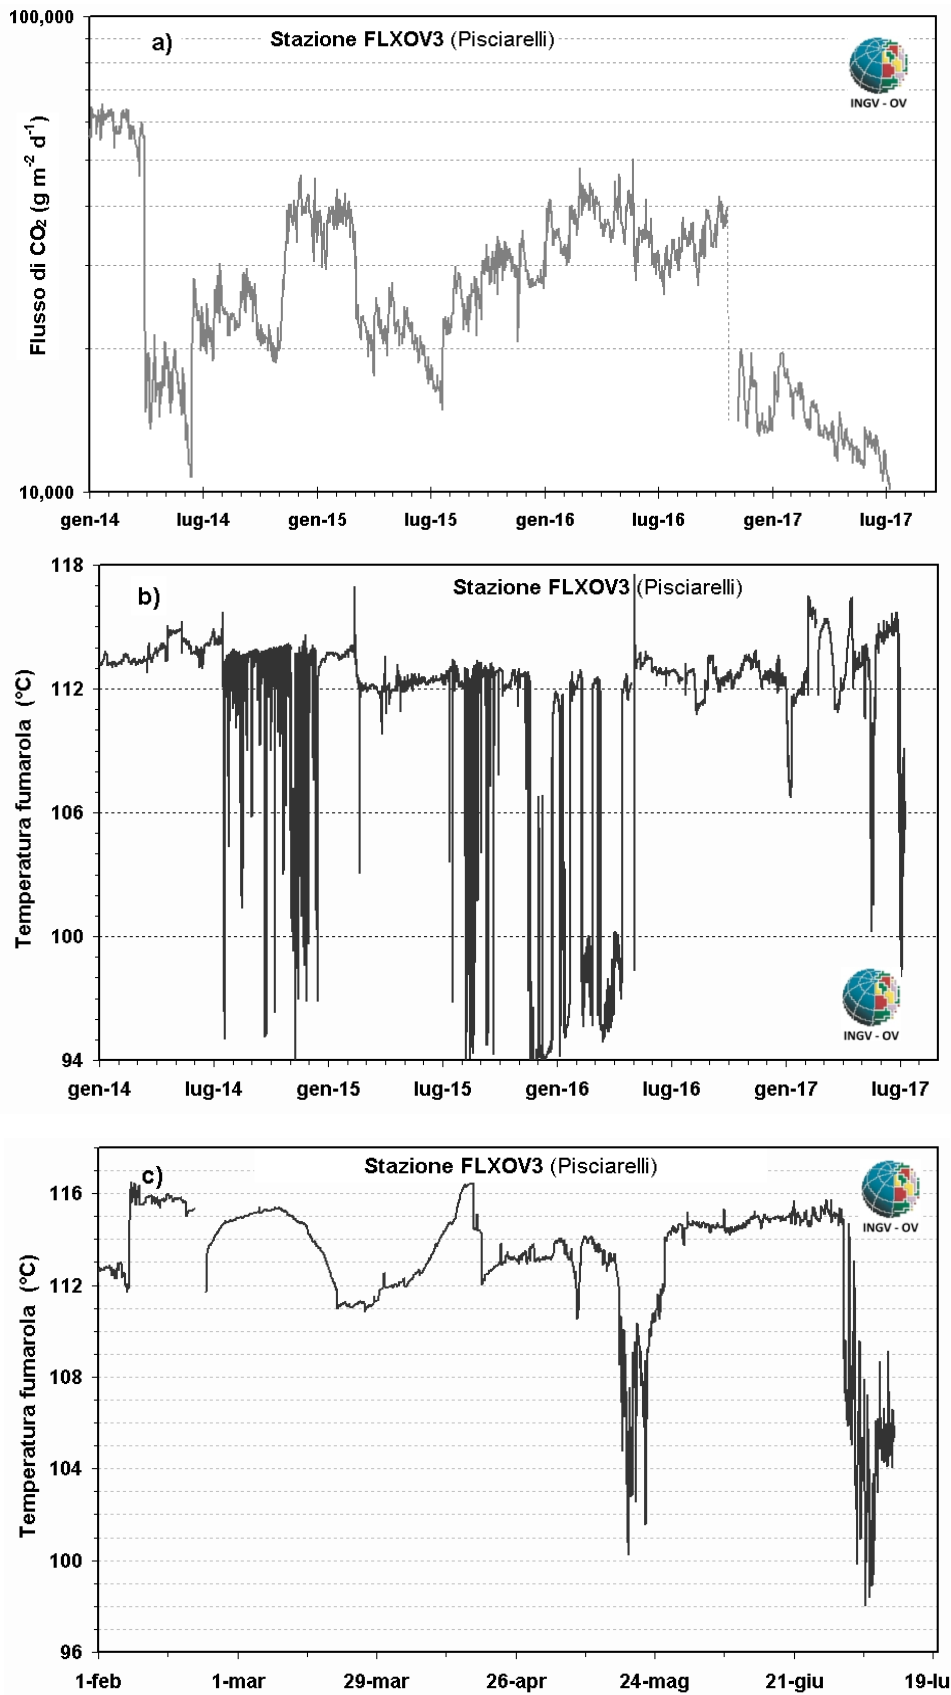 100,000
a)
Stazione FLXOV3 (Pisciarelli)
INGV - OV
Flusso di CO₂ (g m⁻² d⁻¹)
10,000
gen-14 lug-14 gen-15 lug-15 gen-16 lug-16 gen-17 lug-17
118
b)
Stazione FLXOV3 (Pisciarelli)
112
Temperatura fumarola (°C)
106
100
INGV - OV
94
gen-14 lug-14 gen-15 lug-15 gen-16 lug-16 gen-17 lug-17
c)
Stazione FLXOV3 (Pisciarelli)
116
INGV - OV
112
Temperatura fumarola (°C)
108
104
100
96
1-feb 1-mar 29-mar 26-apr 24-mag 21-giu 19-lu